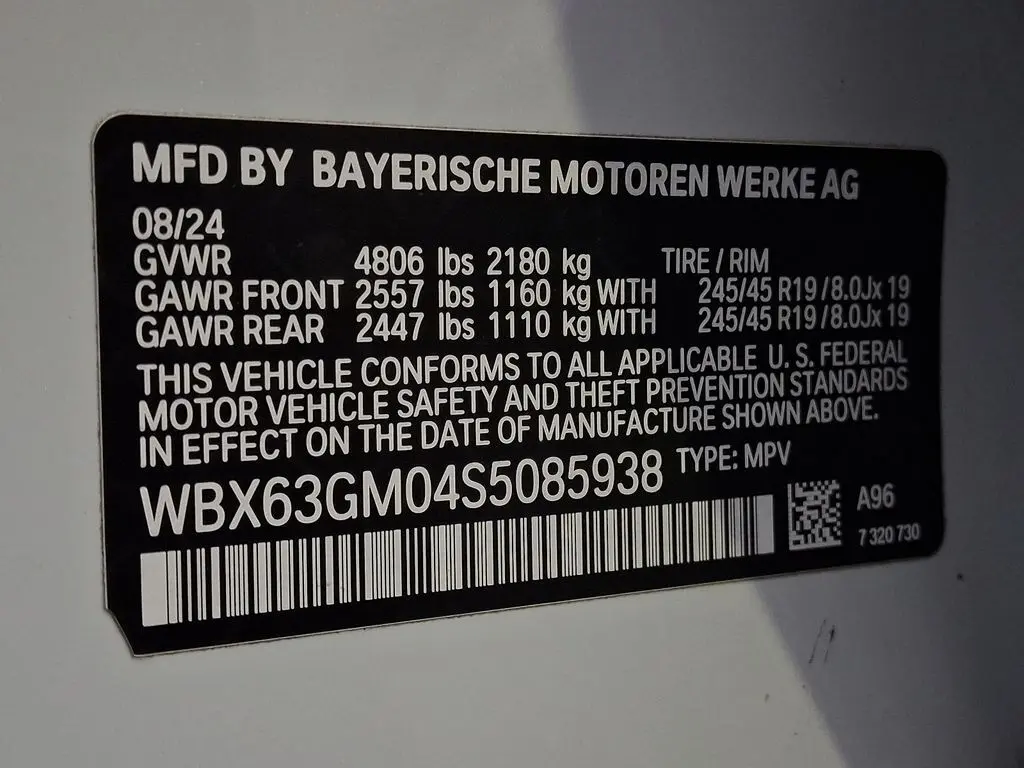 MFD BY BAYERISCHE MOTOREN WERKE AG
08/24
GVWR 4806 lbs 2180 kg TIRE / RIM
GAWR FRONT 2557 lbs 1160 kg WITH 245/45 R19 /8.0Jx 19
GAWR REAR 2447 lbs 1110 kg WITH 245/45 R19 /8.0Jx 19
THIS VEHICLE CONFORMS TO ALL APPLICABLE U. S. FEDERAL
MOTOR VEHICLE SAFETY AND THEFT PREVENTION STANDARDS
IN EFFECT ON THE DATE OF MANUFACTURE SHOWN ABOVE.
WBX63GM04S5085938 TYPE: MPV
A96
7 320 730